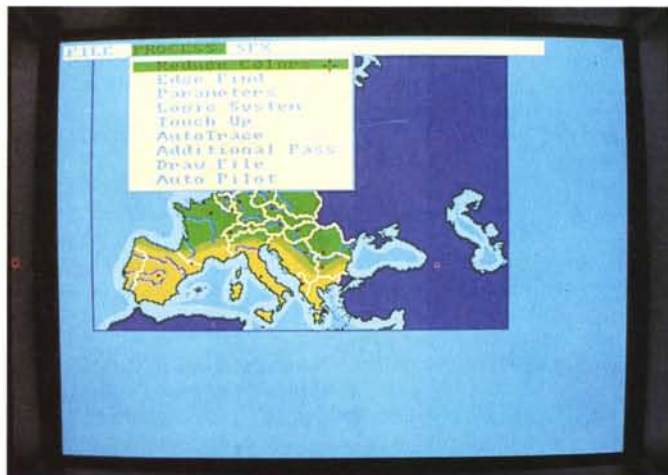 FILE PROCESS SFX
Reduce Colors
Edge Find
Parameters
Logic System
Touch Up
AutoTrace
Additional Pass
Draw File
Auto Pilot